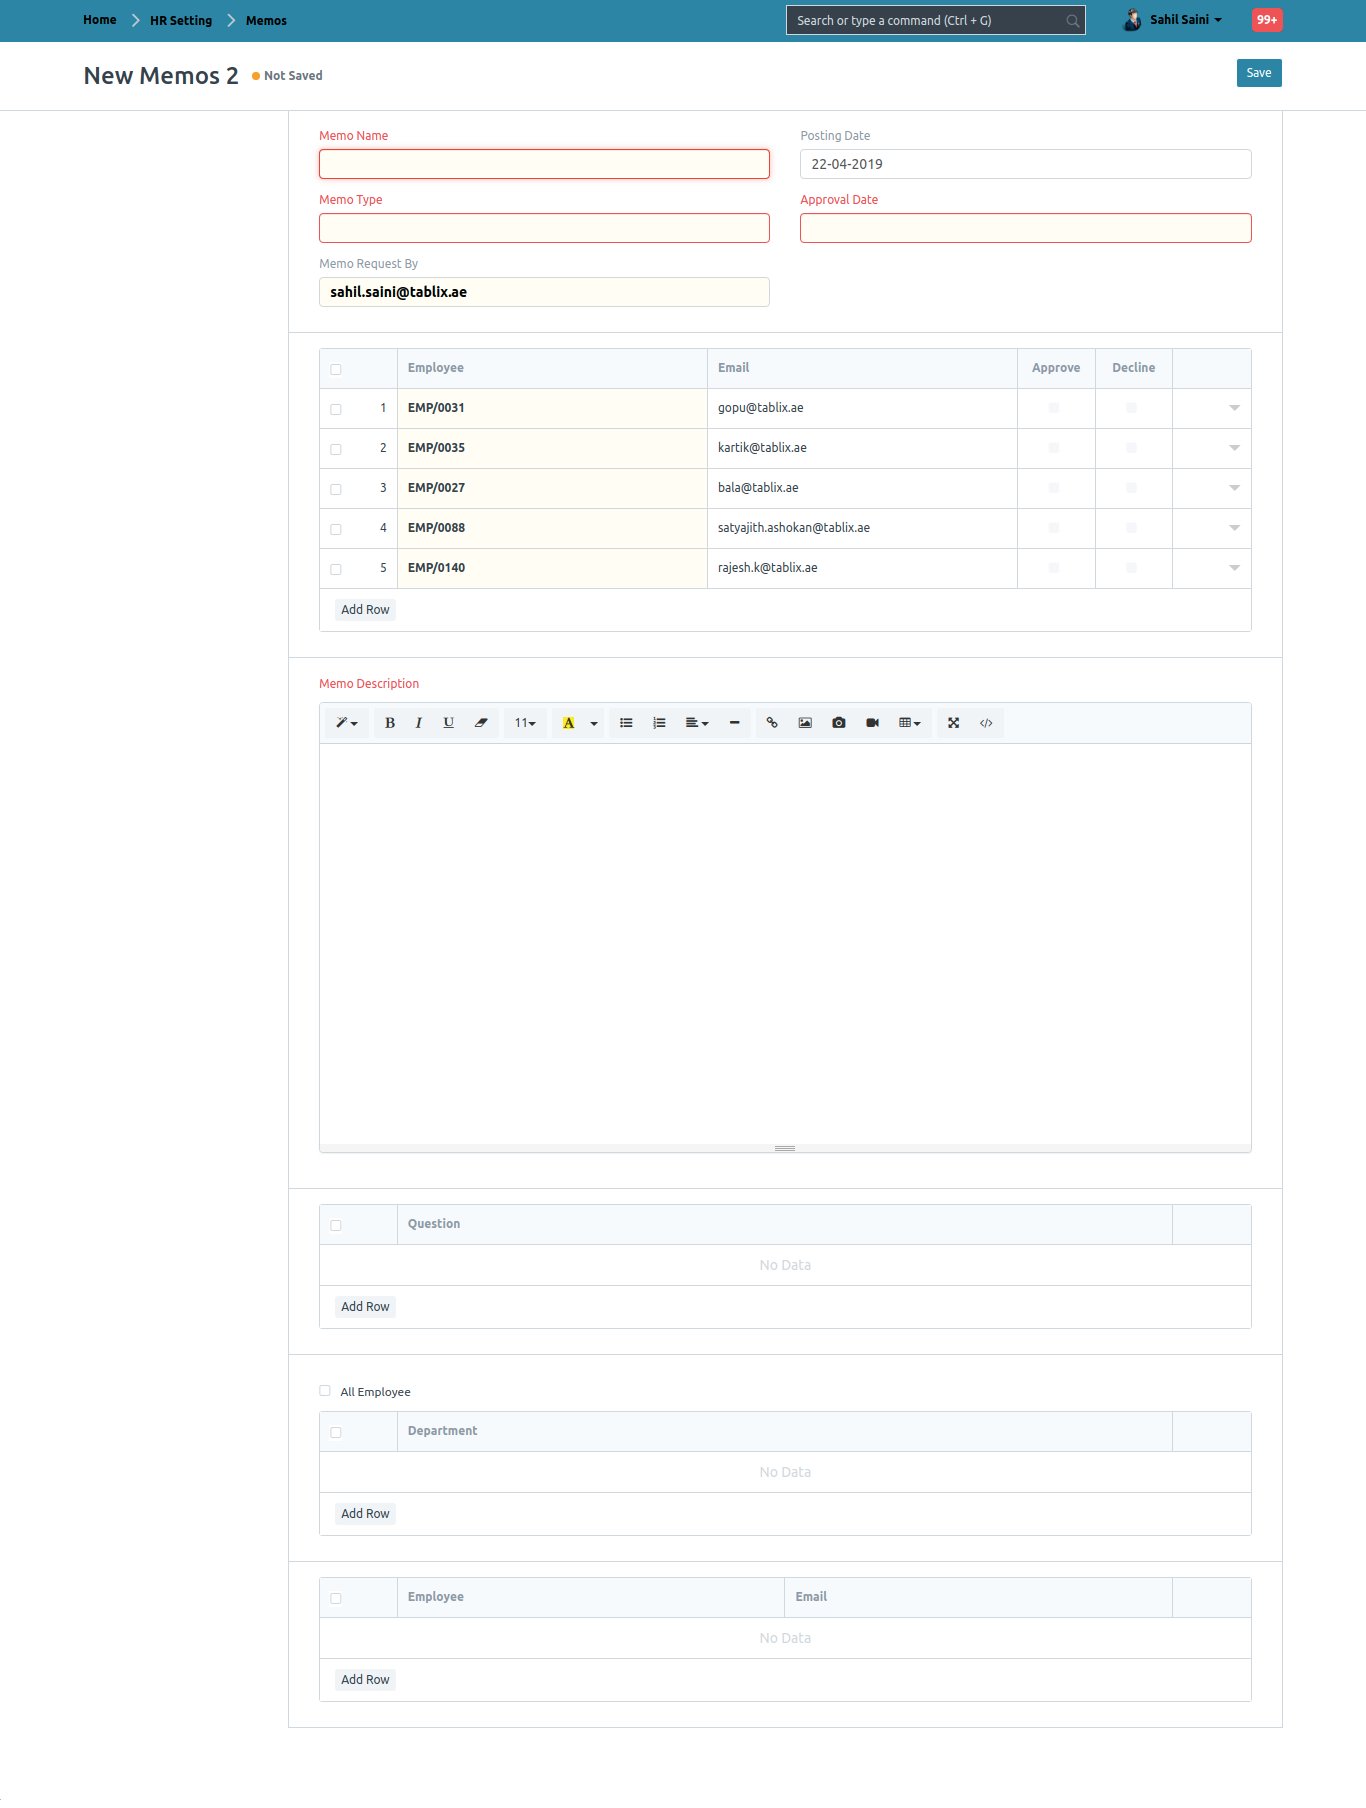 Home HR Setting Memos Search or type a command (Ctrl + G) Sahil Saini 99+
New Memos 2 Not Saved Save
Memo Name Posting Date
22-04-2019
Memo Type Approval Date
Memo Request By
sahil.saini@tablix.ae
Employee Email Approve Decline
1 EMP/0031 gopu@tablix.ae
2 EMP/0035 kartik@tablix.ae
3 EMP/0027 bala@tablix.ae
4 EMP/0088 satyajith.ashokan@tablix.ae
5 EMP/0140 rajesh.k@tablix.ae
Add Row
Memo Description
B I U 11 A </>
Question
No Data
Add Row
All Employee
Department
No Data
Add Row
Employee Email
No Data
Add Row